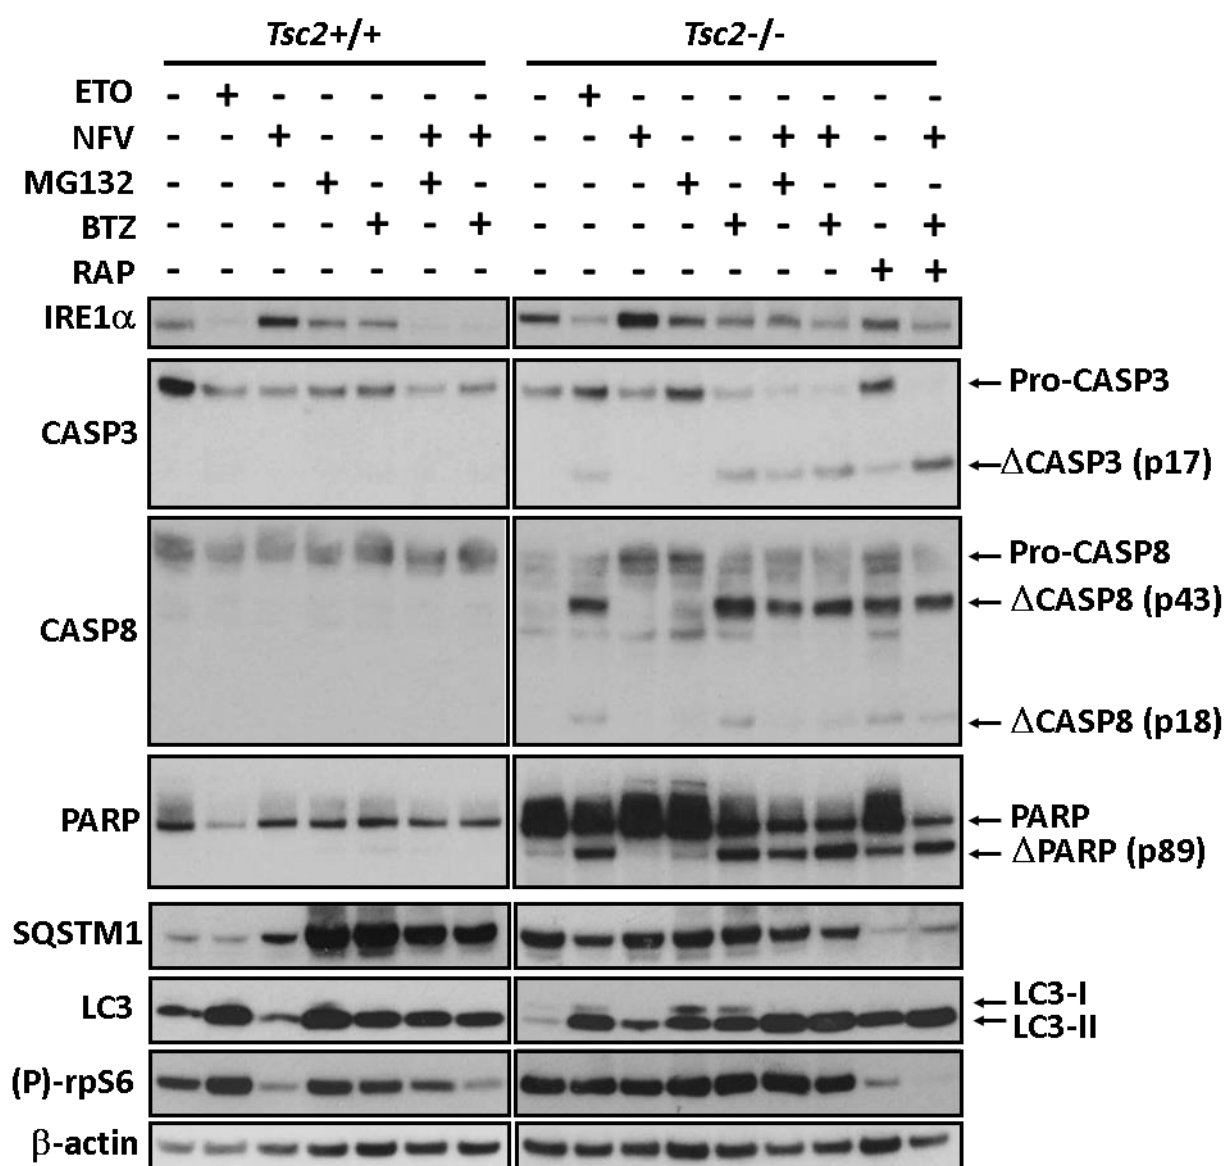 Tsc2+/+ Tsc2-/-
ETO - + - - - - - - + - - - - - - -
NFV - - + - - + + - - + - - + + - +
MG132 - - - + - + - - - - + - + - - -
BTZ - - - - + - + - - - - + - + - +
RAP - - - - - - - - - - - - - - + +
IRE1α
CASP3
← Pro-CASP3
← ΔCASP3 (p17)
CASP8
← Pro-CASP8
← ΔCASP8 (p43)
← ΔCASP8 (p18)
PARP
← PARP
← ΔPARP (p89)
SQSTM1
LC3
← LC3-I
← LC3-II
(P)-rpS6
β-actin